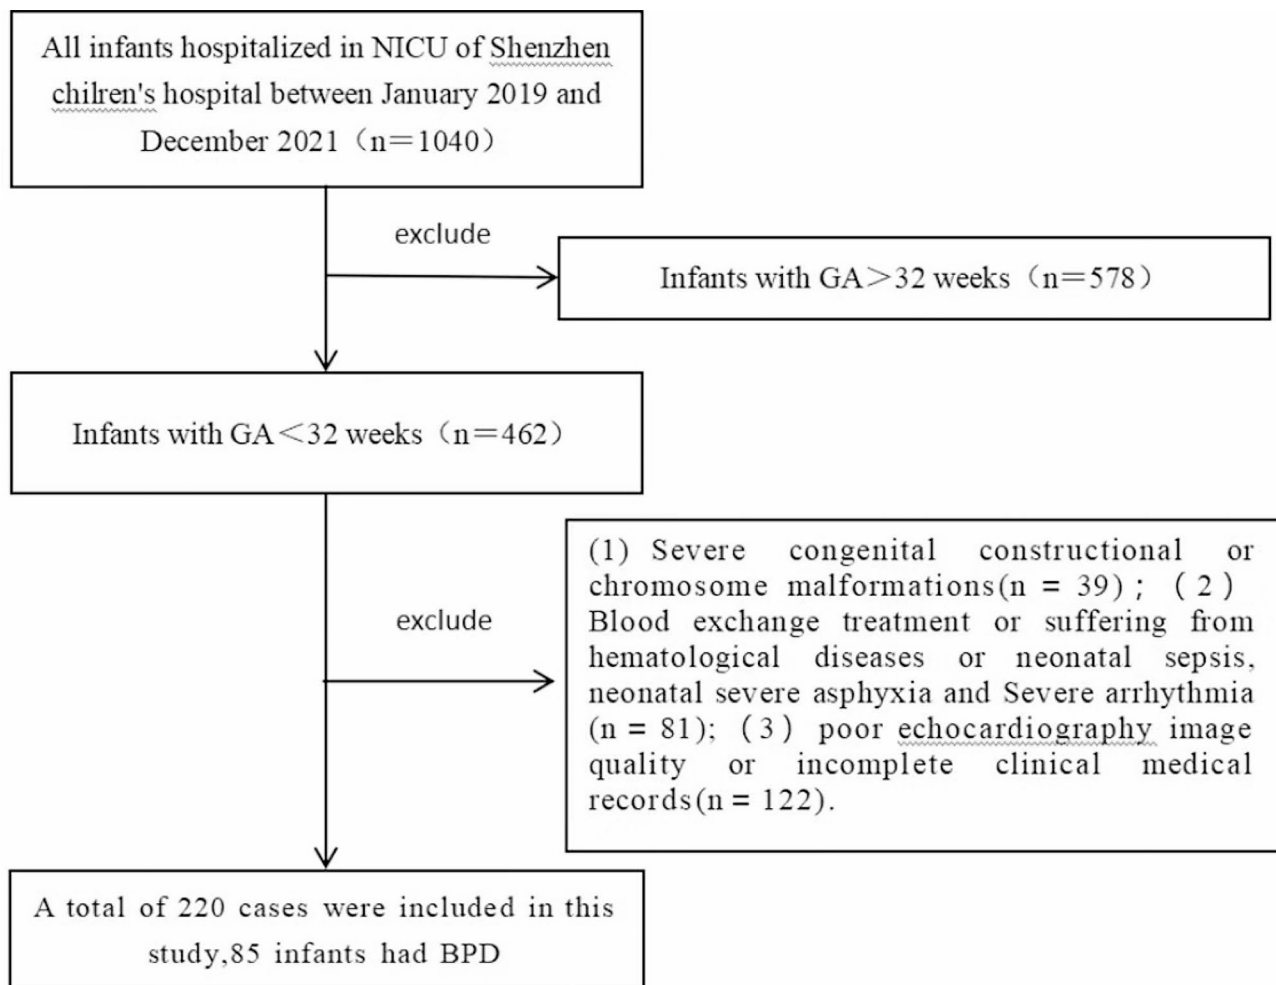 All infants hospitalized in NICU of Shenzhen
chilren's hospital between January 2019 and
December 2021（n＝1040）
exclude
Infants with GA＞32 weeks（n＝578）
Infants with GA＜32 weeks（n＝462）
exclude
(1) Severe congenital constructional or
chromosome malformations(n = 39)；（2）
Blood exchange treatment or suffering from
hematological diseases or neonatal sepsis,
neonatal severe asphyxia and Severe arrhythmia
(n = 81);（3）poor echocardiography image
quality or incomplete clinical medical
records(n = 122).
A total of 220 cases were included in this
study,85 infants had BPD